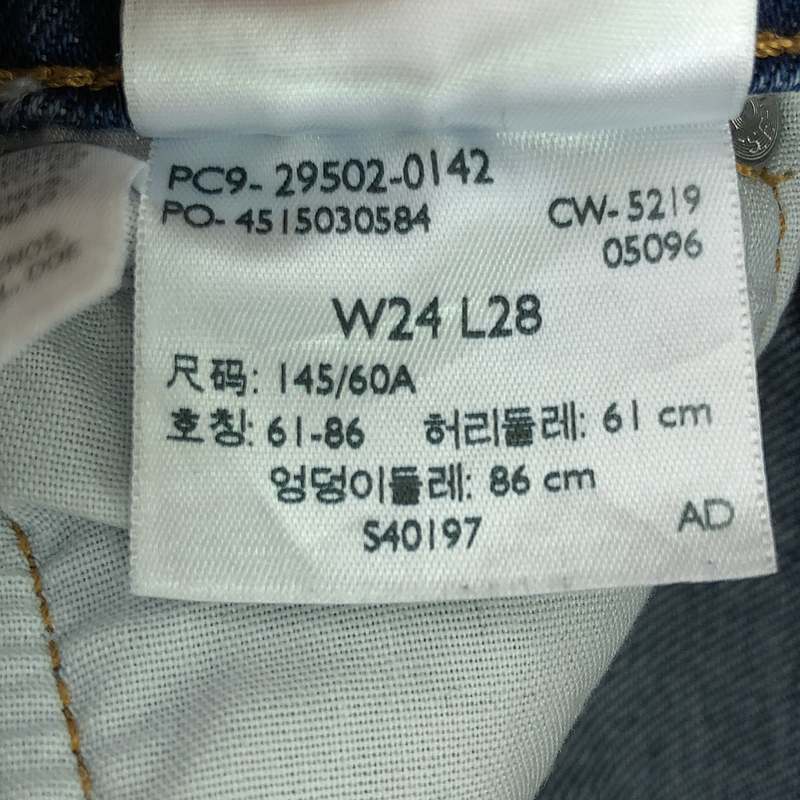 PC9- 29502-0142
PO- 4515030584
CW- 5219
05096
W24 L28
尺码: 145/60A
호칭: 61-86 허리둘레: 61 cm
엉덩이둘레: 86 cm
S40197
AD